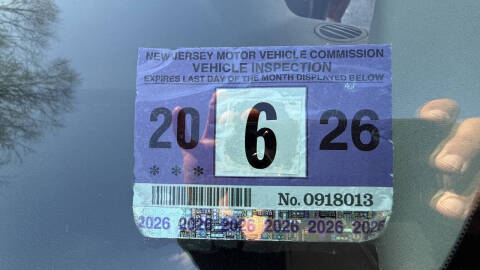 NEW JERSEY MOTOR VEHICLE COMMISSION
VEHICLE INSPECTION
EXPIRES LAST DAY OF THE MONTH DISPLAYED BELOW
20 6 26
* * *
No. 0918013
2026 2026 2026 2026 2026 2026